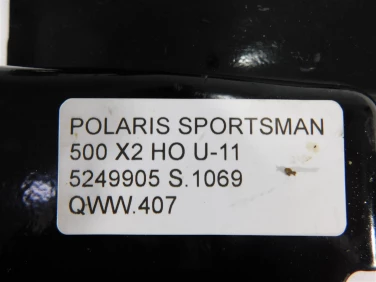 POLARIS SPORTSMAN
500 X2 HO U-11
5249905 S.1069
QWW.407